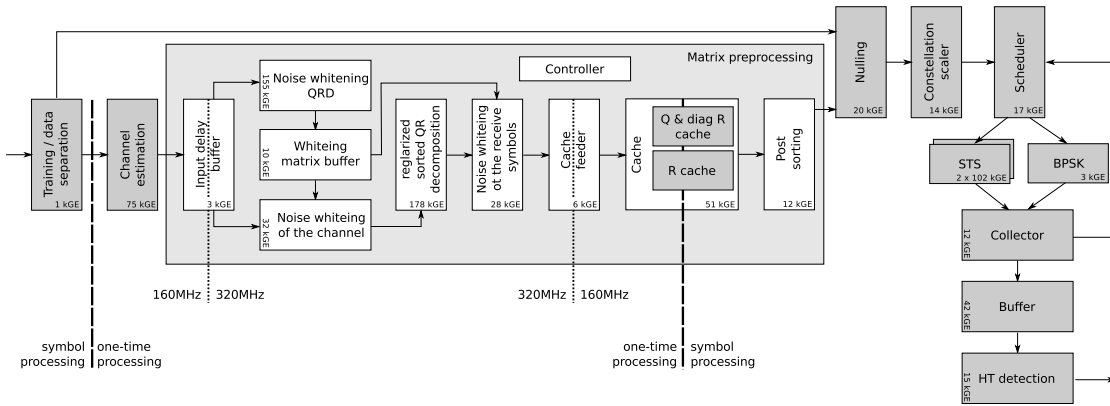 Training / data
separation
1 kGE
Channel
estimation
75 kGE
Matrix preprocessing
Controller
Input delay
buffer
3 kGE
Noise whitening
QRD
155 kGE
Whiteing
matrix buffer
10 kGE
Noise whiteing
of the channel
32 kGE
reglarized
sorted QR
decomposition
178 kGE
Noise whiteing
ot the receive
symbols
28 kGE
Cache
feeder
6 kGE
Cache
Q & diag R
cache
R cache
51 kGE
Post
sorting
12 kGE
Nulling
20 kGE
Constellation
scaler
14 kGE
Scheduler
17 kGE
STS
2 x 102 kGE
BPSK
3 kGE
Collector
12 kGE
Buffer
42 kGE
HT detection
15 kGE
160MHz
320MHz
320MHz
160MHz
symbol
processing
one-time
processing
one-time
processing
symbol
processing